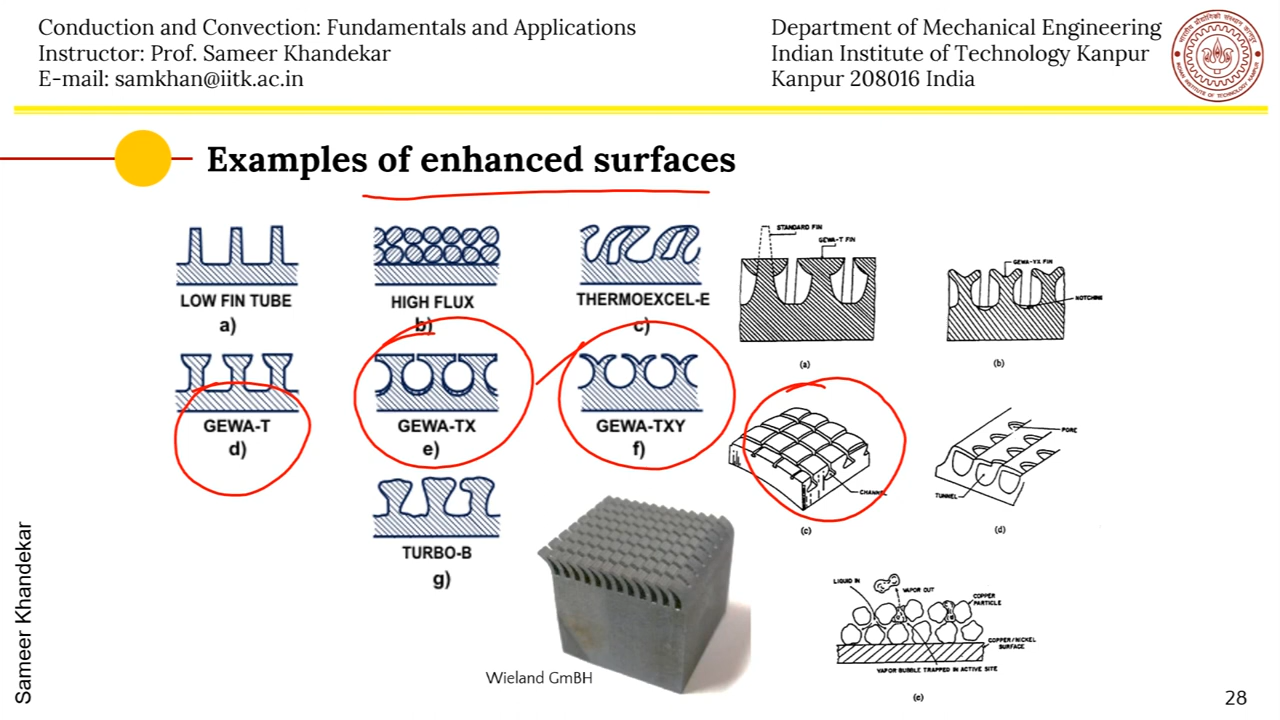 Conduction and Convection: Fundamentals and Applications
Instructor: Prof. Sameer Khandekar
E-mail: samkhan@iitk.ac.in
Department of Mechanical Engineering
Indian Institute of Technology Kanpur
Kanpur 208016 India
Examples of enhanced surfaces
LOW FIN TUBE
a)
HIGH FLUX
b)
THERMOEXCEL-E
c)
GEWA-T
d)
GEWA-TX
e)
GEWA-TXY
f)
TURBO-B
g)
STANDARD FIN
GEWA-T FIN
(a)
GEWA-YX FIN
NOTCHING
(b)
CHANNEL
(c)
PORE
TUNNEL
(d)
LIQUID IN
VAPOR OUT
COPPER
PARTICLE
COPPER/NICKEL
SURFACE
VAPOR BUBBLE TRAPPED IN ACTIVE SITE
(e)
Wieland GmBH
Sameer Khandekar
28